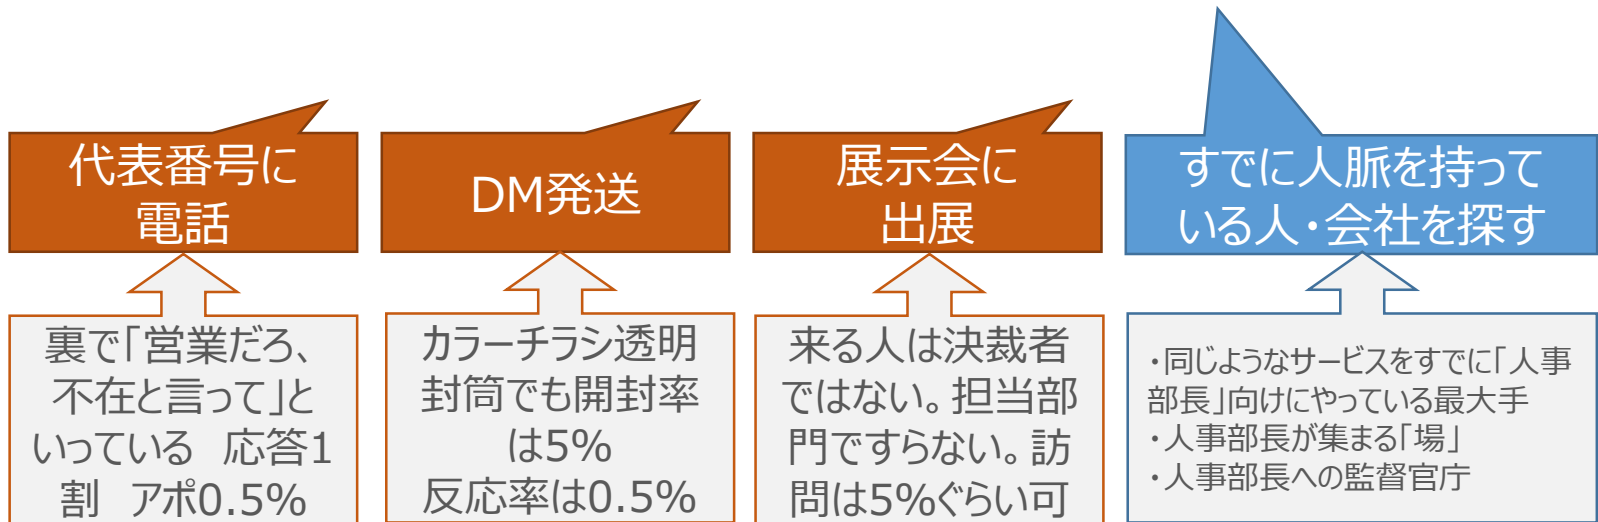 代表番号に
電話
DM発送
展示会に
出展
すでに人脈を持って
いる人・会社を探す
裏で「営業だろ、
不在と言って」と
いっている　応答1
割　アポ0.5%
カラーチラシ透明
封筒でも開封率
は5%
反応率は0.5%
来る人は決裁者
ではない。担当部
門ですらない。訪
問は5%ぐらい可
・同じようなサービスをすでに「人事
部長」向けにやっている最大手
・人事部長が集まる「場」
・人事部長への監督官庁